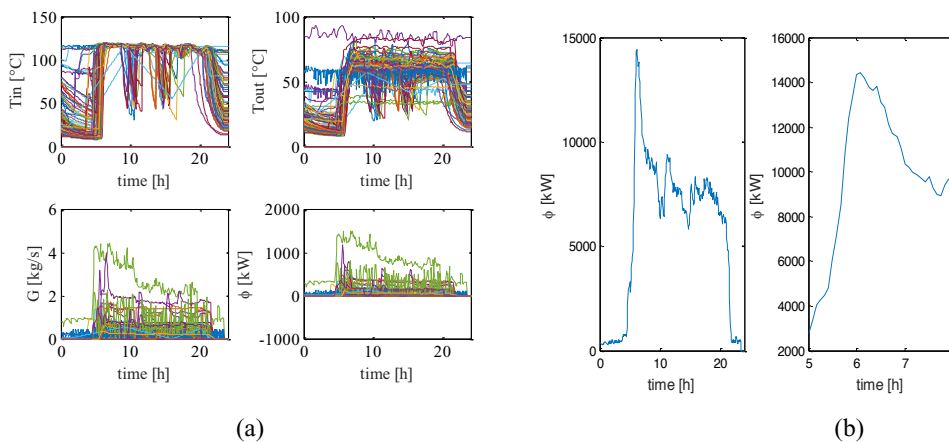 150
100
50
0
Tin [°C]
0 10 20
time [h]
100
50
0
Tout [°C]
0 10 20
time [h]
6
4
2
0
G [kg/s]
0 10 20
time [h]
2000
1000
0
-1000
ϕ [kW]
0 10 20
time [h]
(a)
15000
10000
5000
0
ϕ [kW]
0 10 20
time [h]
16000
14000
12000
10000
8000
6000
4000
2000
ϕ [kW]
5 6 7
time [h]
(b)